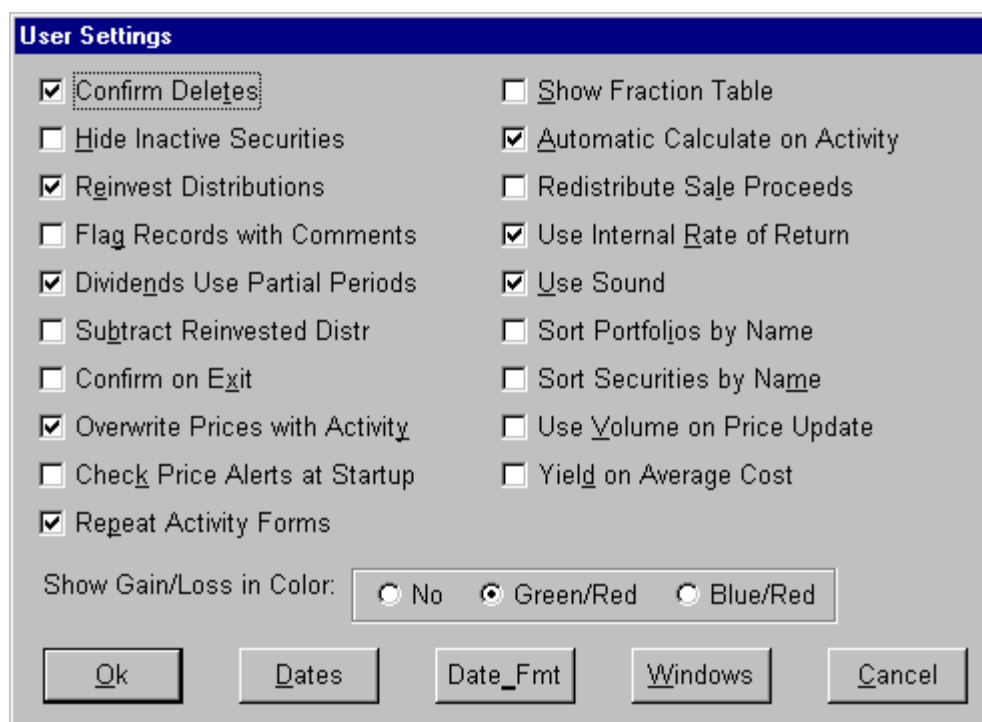 User Settings
Confirm Deletes
Hide Inactive Securities
Reinvest Distributions
Flag Records with Comments
Dividends Use Partial Periods
Subtract Reinvested Distr
Confirm on Exit
Overwrite Prices with Activity
Check Price Alerts at Startup
Repeat Activity Forms
Show Fraction Table
Automatic Calculate on Activity
Redistribute Sale Proceeds
Use Internal Rate of Return
Use Sound
Sort Portfolios by Name
Sort Securities by Name
Use Volume on Price Update
Yield on Average Cost
Show Gain/Loss in Color: No Green/Red Blue/Red
Ok Dates Date_Fmt Windows Cancel